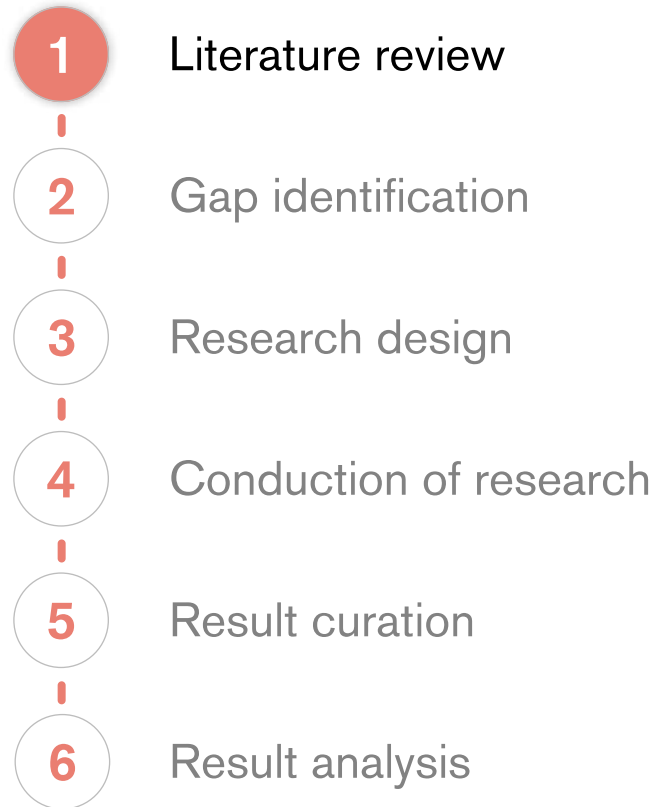 1 Literature review
2 Gap identification
3 Research design
4 Conduction of research
5 Result curation
6 Result analysis